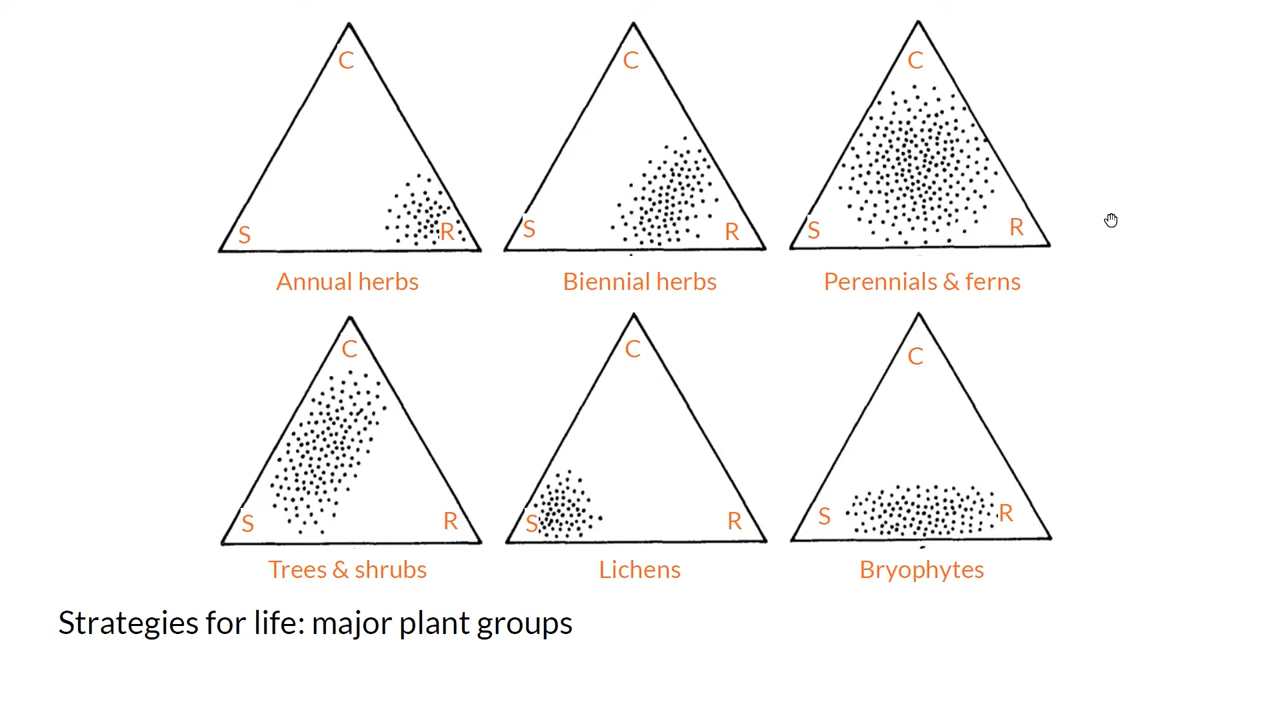 C C C
S R S R S R
Annual herbs Biennial herbs Perennials & ferns
C C C
S R S R S R
Trees & shrubs Lichens Bryophytes
Strategies for life: major plant groups